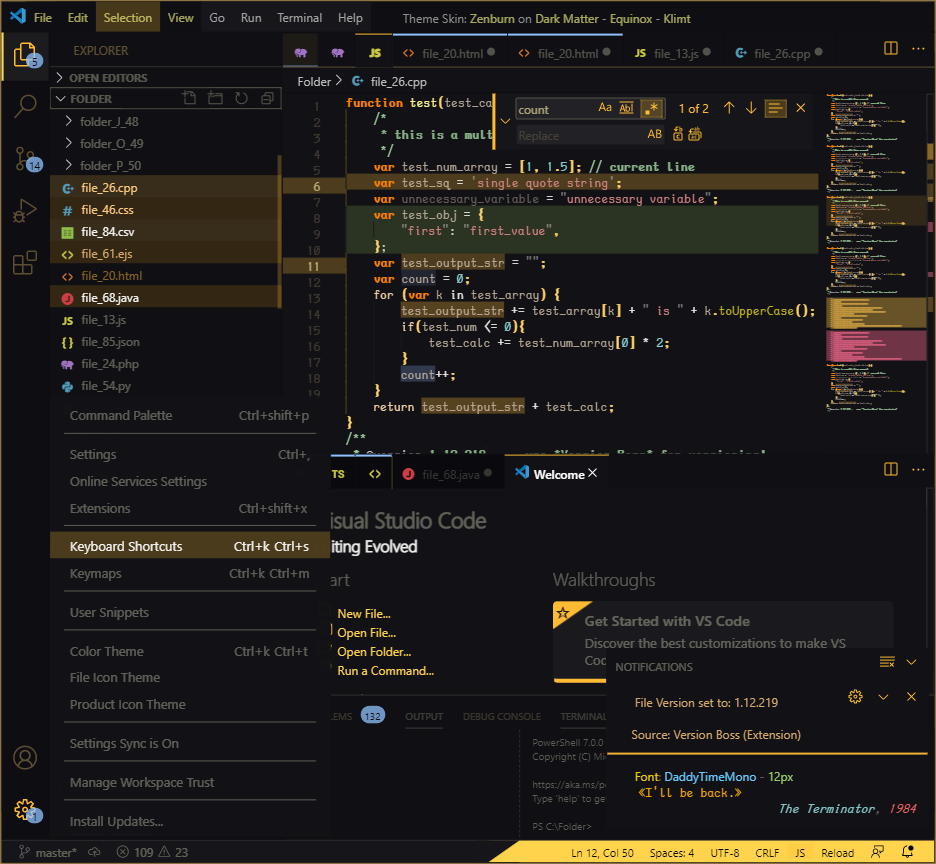 File Edit Selection View Go Run Terminal Help Theme Skin: Zenburn on Dark Matter - Equinox - Klimt
5
EXPLORER
JS <> file_20.html <> file_20.html JS file_13.js file_26.cpp
OPEN EDITORS
Folder > file_26.cpp
FOLDER
folder_J_48
folder_O_49
folder_P_50
file_26.cpp
# file_46.css
file_84.csv
<> file_61.ejs
<> file_20.html
J file_68.java
JS file_13.js
{} file_85.json
file_24.php
file_54.py
14
count Aa Abl .* 1 of 2
Replace AB
1 function test(test_ca
2 /*
3 * this is a mult
4 */
5 var test_num_array = [1, 1.5]; // current line
6 var test_sq = 'single quote string';
7 var unnecessary_variable = "unnecessary variable";
8 var test_obj = {
9 "first": "first_value",
10 };
11 var test_output_str = "";
12 var count = 0;
13 for (var k in test_array) {
14 test_output_str += test_array[k] + " is " + k.toUpperCase();
15 if(test_num <= 0){
16 test_calc += test_num_array[0] * 2;
17 }
18 count++;
19 }
return test_output_str + test_calc;
}
/**
Command Palette Ctrl+shift+p
Settings Ctrl+,
Online Services Settings
Extensions Ctrl+shift+x
Keyboard Shortcuts Ctrl+k Ctrl+s
Keymaps Ctrl+k Ctrl+m
User Snippets
Color Theme Ctrl+k Ctrl+t
File Icon Theme
Product Icon Theme
Settings Sync is On
Manage Workspace Trust
Install Updates...
1
TS <> J file_68.java Welcome
isual Studio Code
iting Evolved
art
New File...
Open File...
Open Folder...
Run a Command...
Walkthroughs
Get Started with VS Code
Discover the best customizations to make VS
Coc
LEMS 132 OUTPUT DEBUG CONSOLE TERMINAL
PowerShell 7.0.0
Copyright (C) Mi
https://aka.ms/p
Type 'help' to ge
PS C:\Folder>
NOTIFICATIONS
File Version set to: 1.12.219
Source: Version Boss (Extension)
Font: DaddyTimeMono - 12px
«I'll be back.»
The Terminator, 1984
master* 109 23 Ln 12, Col 50 Spaces: 4 UTF-8 CRLF JS Reload